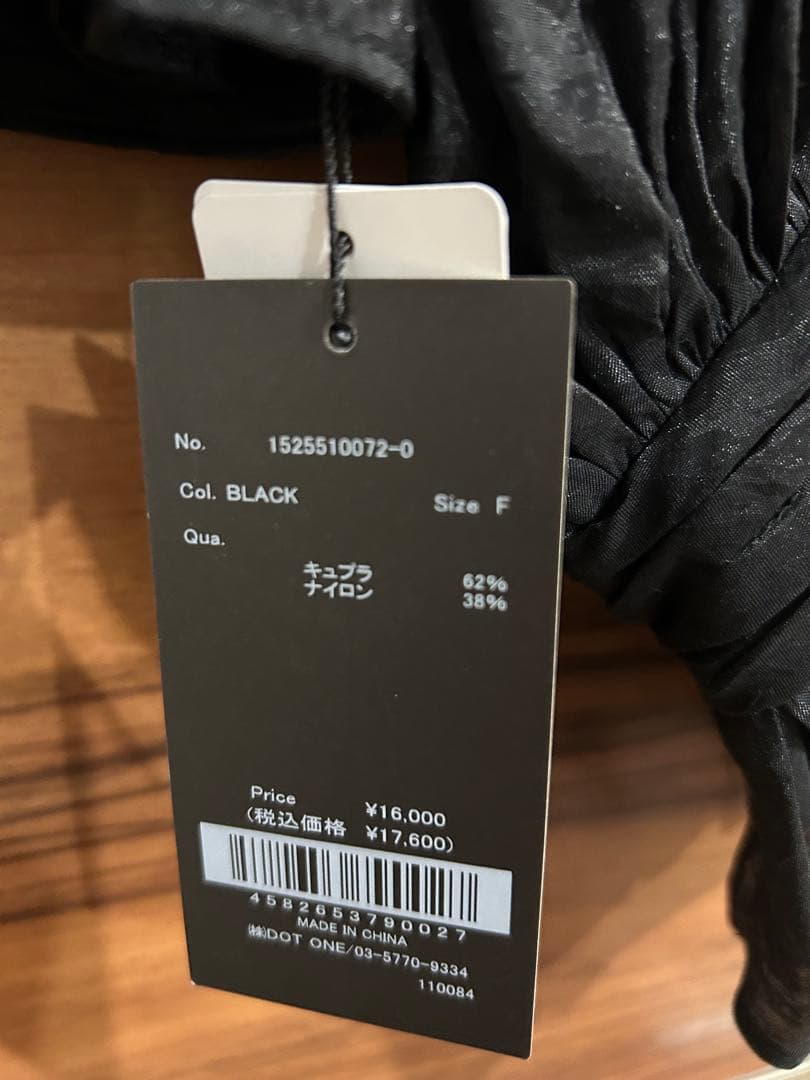 No. 1525510072-0
Col. BLACK Size F
Qua.
キュプラ 62%
ナイロン 38%
Price ¥16,000
(税込価格 ¥17,600)
4582653790027
MADE IN CHINA
㈱DOT ONE/03-5770-9334
110084